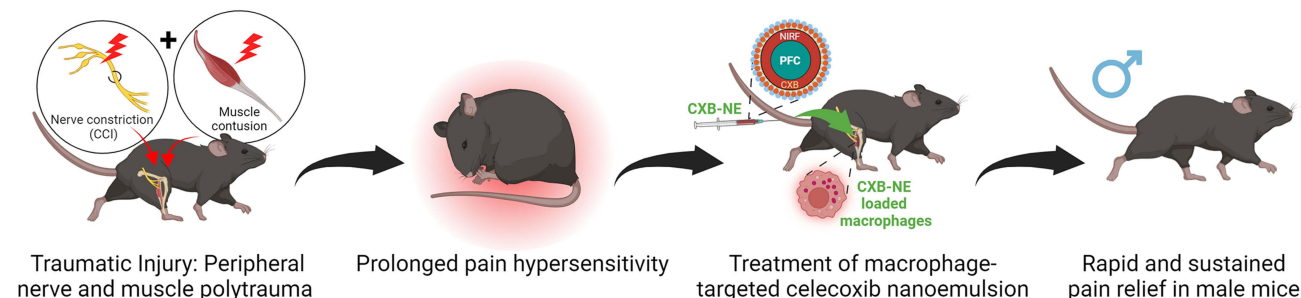 +
Nerve constriction
(CCI)
Muscle
contusion
Traumatic Injury: Peripheral
nerve and muscle polytrauma
Prolonged pain hypersensitivity
NIRF
PFC
CXB
CXB-NE
CXB-NE
loaded
macrophages
Treatment of macrophage-
targeted celecoxib nanoemulsion
Rapid and sustained
pain relief in male mice